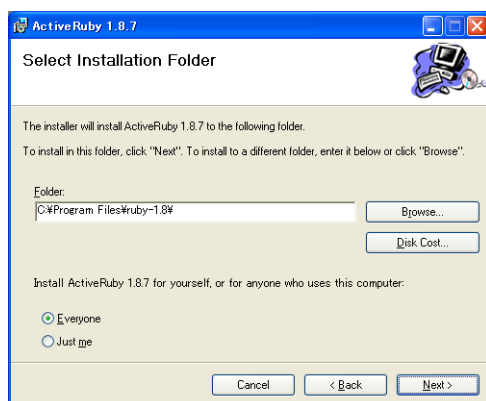 ActiveRuby 1.8.7
Select Installation Folder
The installer will install ActiveRuby 1.8.7 to the following folder.
To install in this folder, click "Next". To install to a different folder, enter it below or click "Browse".
Folder:
C:¥Program Files¥ruby-1.8¥
Browse...
Disk Cost...
Install ActiveRuby 1.8.7 for yourself, or for anyone who uses this computer:
Everyone
Just me
Cancel
< Back
Next >